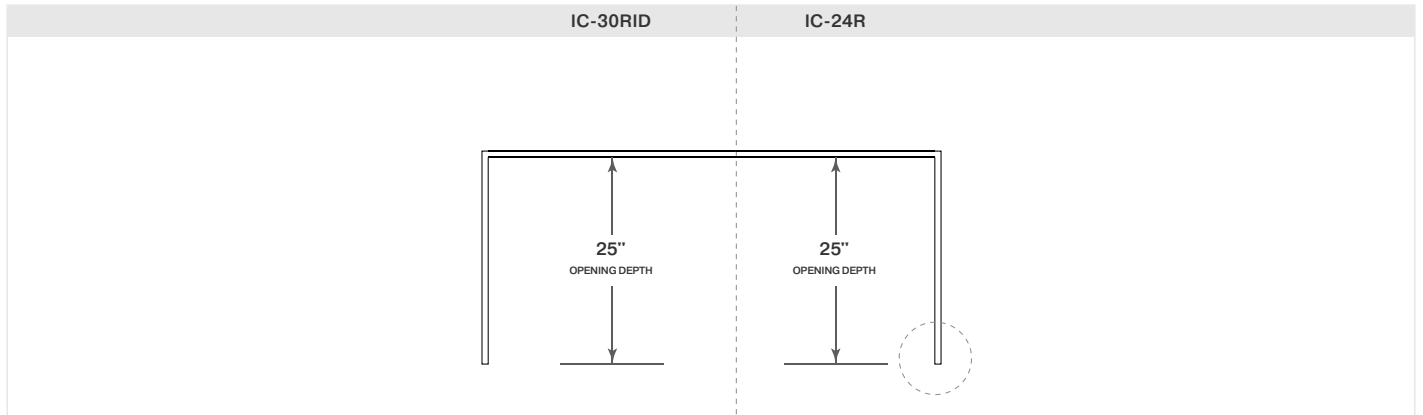 IC-30RID
IC-24R
25"
OPENING DEPTH
25"
OPENING DEPTH